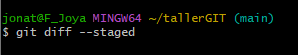 jonat@F_Joya MINGW64 ~/tallerGIT (main)
$ git diff --staged